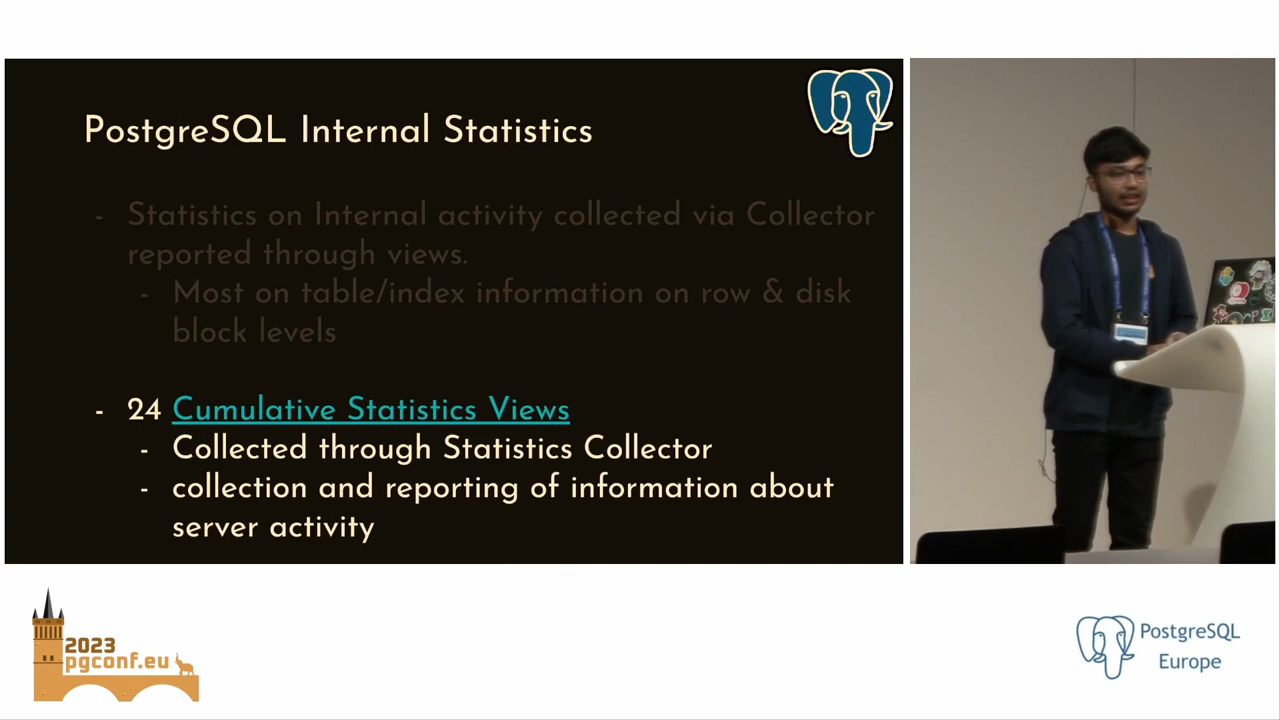 PostgreSQL Internal Statistics
- Statistics on Internal activity collected via Collector
reported through views.
- Most on table/index information on row & disk
block levels
- 24 Cumulative Statistics Views
- Collected through Statistics Collector
- collection and reporting of information about
server activity
2023
pgconf.eu
PostgreSQL
Europe